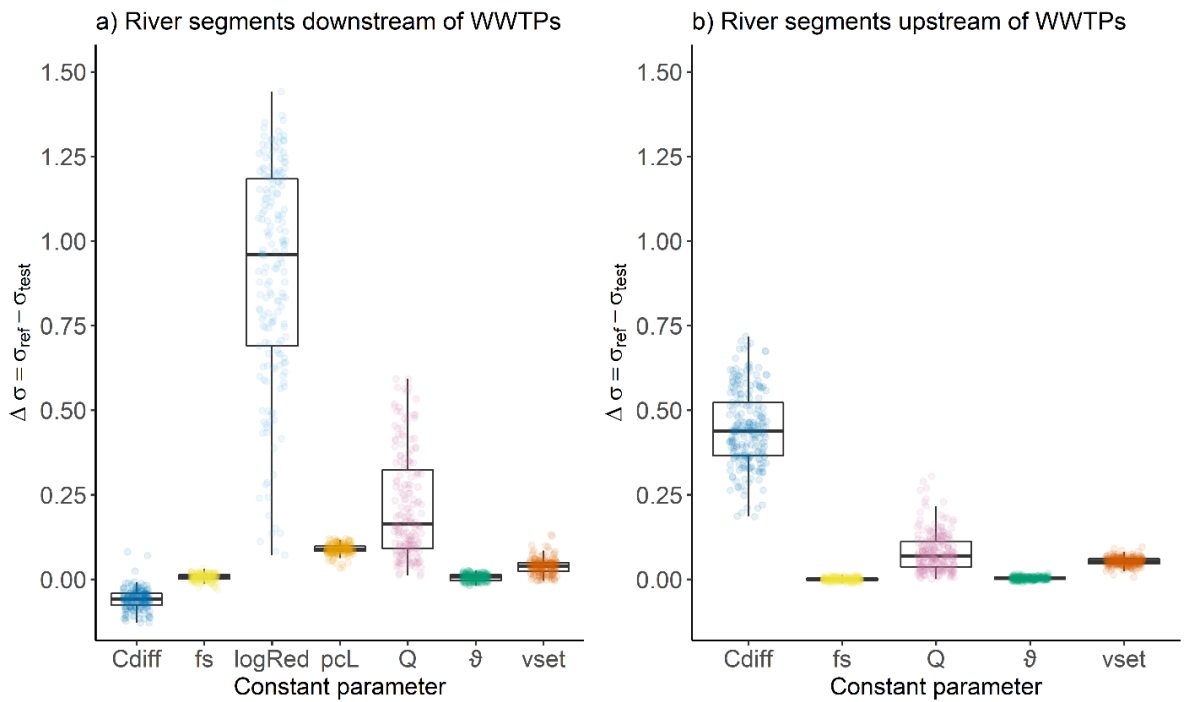 a) River segments downstream of WWTPs
Δ σ = σref − σtest
1.50
1.25
1.00
0.75
0.50
0.25
0.00
Cdiff fs logRed pcL Q ϑ vset
Constant parameter
b) River segments upstream of WWTPs
Δ σ = σref − σtest
1.50
1.25
1.00
0.75
0.50
0.25
0.00
Cdiff fs Q ϑ vset
Constant parameter